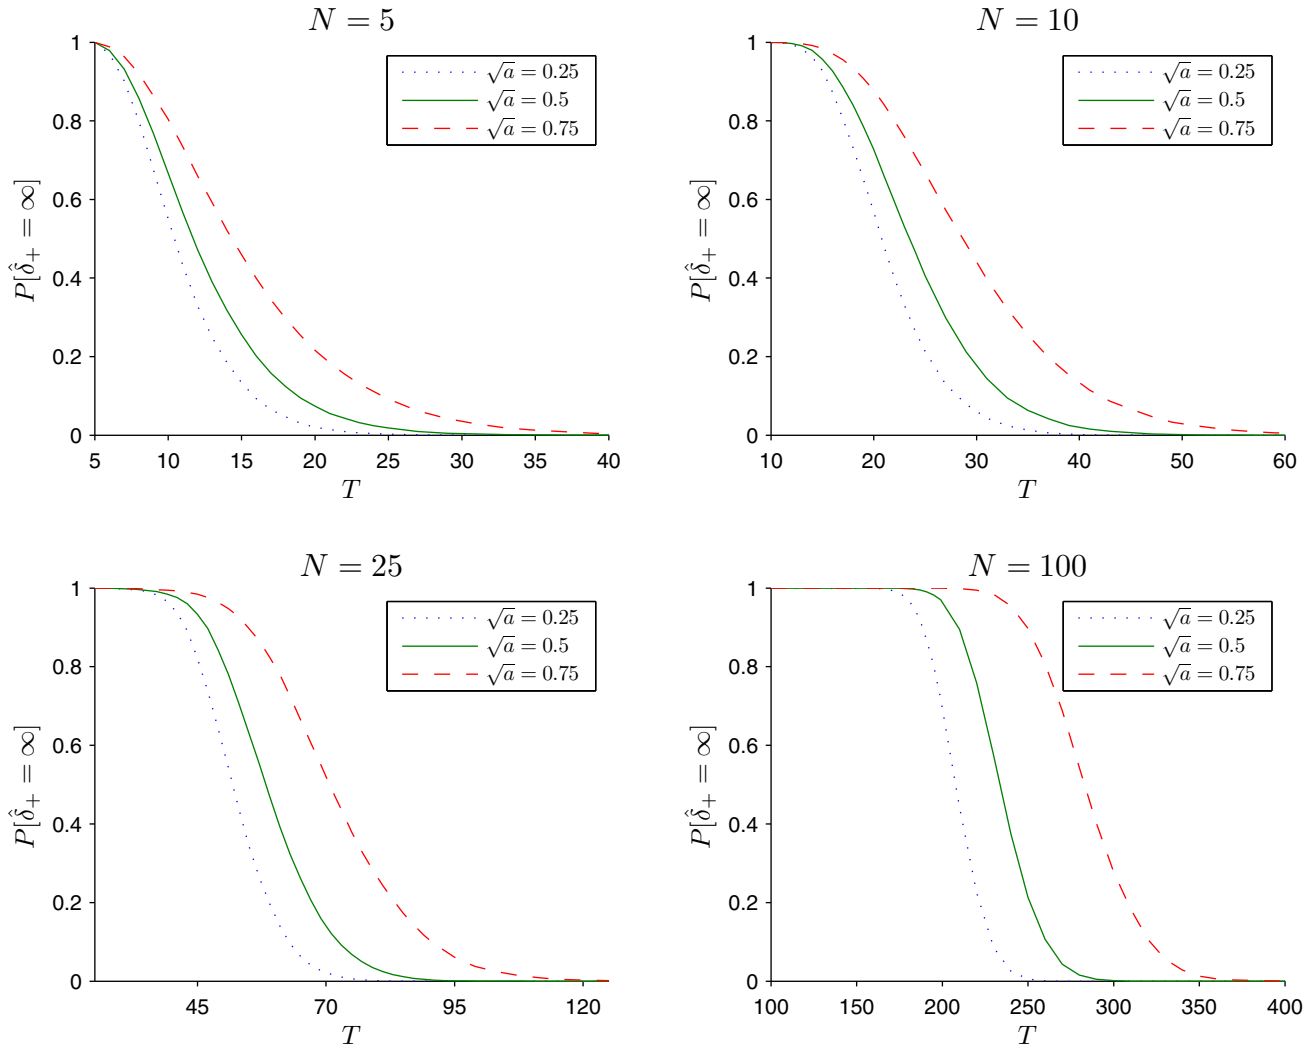 N = 5
P[δ̂₊ = ∞]
1
0.8
0.6
0.4
0.2
0
√a = 0.25
√a = 0.5
√a = 0.75
5 10 15 20 25 30 35 40
T
N = 10
P[δ̂₊ = ∞]
1
0.8
0.6
0.4
0.2
0
√a = 0.25
√a = 0.5
√a = 0.75
10 20 30 40 50 60
T
N = 25
P[δ̂₊ = ∞]
1
0.8
0.6
0.4
0.2
0
√a = 0.25
√a = 0.5
√a = 0.75
45 70 95 120
T
N = 100
P[δ̂₊ = ∞]
1
0.8
0.6
0.4
0.2
0
√a = 0.25
√a = 0.5
√a = 0.75
100 150 200 250 300 350 400
T